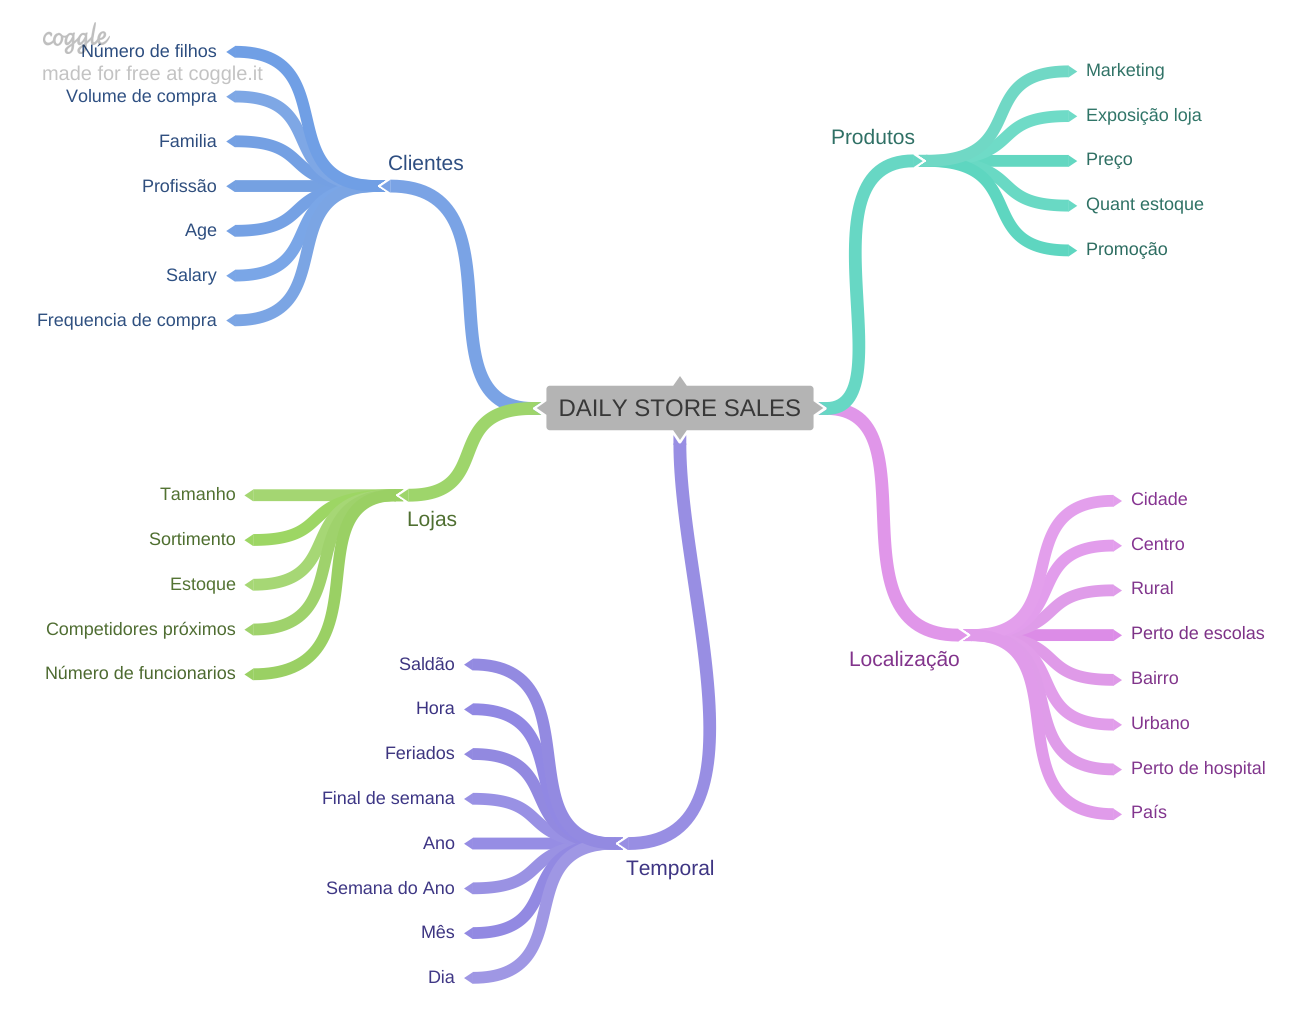 coggle
made for free at coggle.it
Número de filhos
Volume de compra
Familia
Profissão
Age
Salary
Frequencia de compra
Clientes
Produtos
Marketing
Exposição loja
Preço
Quant estoque
Promoção
DAILY STORE SALES
Lojas
Tamanho
Sortimento
Estoque
Competidores próximos
Número de funcionarios
Localização
Cidade
Centro
Rural
Perto de escolas
Bairro
Urbano
Perto de hospital
País
Temporal
Saldão
Hora
Feriados
Final de semana
Ano
Semana do Ano
Mês
Dia